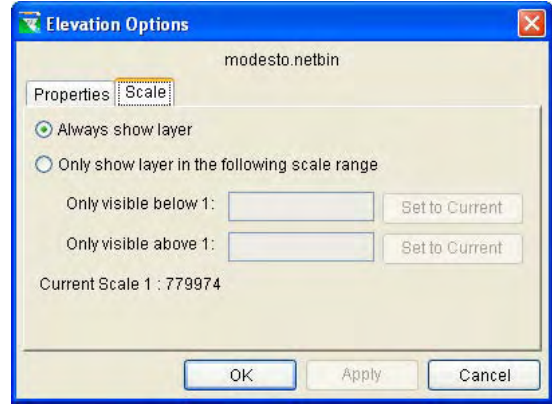 Elevation Options
modesto.netbin
Properties Scale
Always show layer
Only show layer in the following scale range
Only visible below 1: Set to Current
Only visible above 1: Set to Current
Current Scale 1 : 779974
OK Apply Cancel